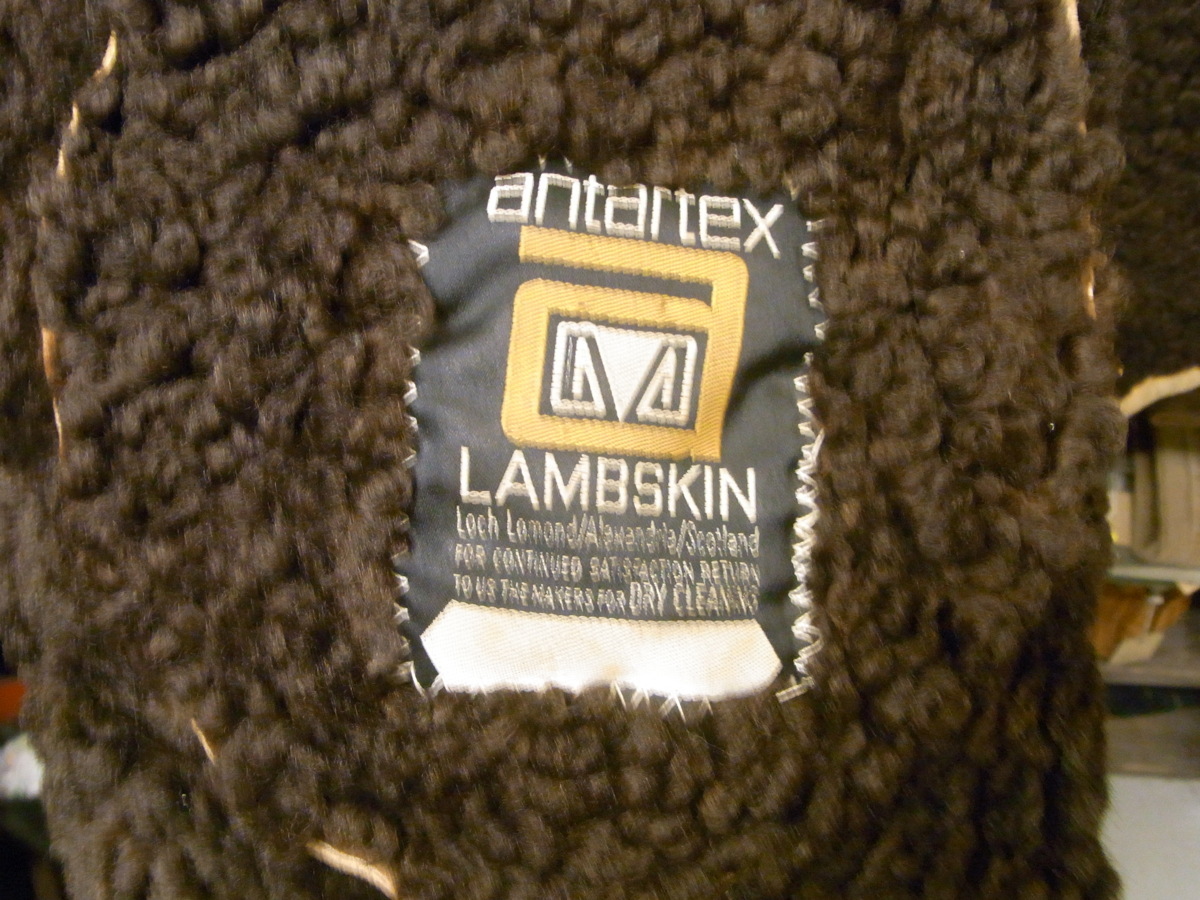 antartex
LAMBSKIN
Loch Lomond/Alexandria/Scotland
FOR CONTINUED SATISFACTION RETURN
TO US THE MAKERS FOR DRY CLEANING